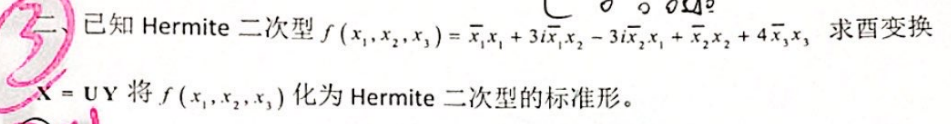 二、已知 Hermite 二次型 f(x₁,x₂,x₃) = x̅₁x₁ + 3ix̅₁x₂ − 3ix̅₂x₁ + x̅₂x₂ + 4x̅₃x₃ 求酉变换
X = UY 将 f(x₁,x₂,x₃) 化为 Hermite 二次型的标准形。